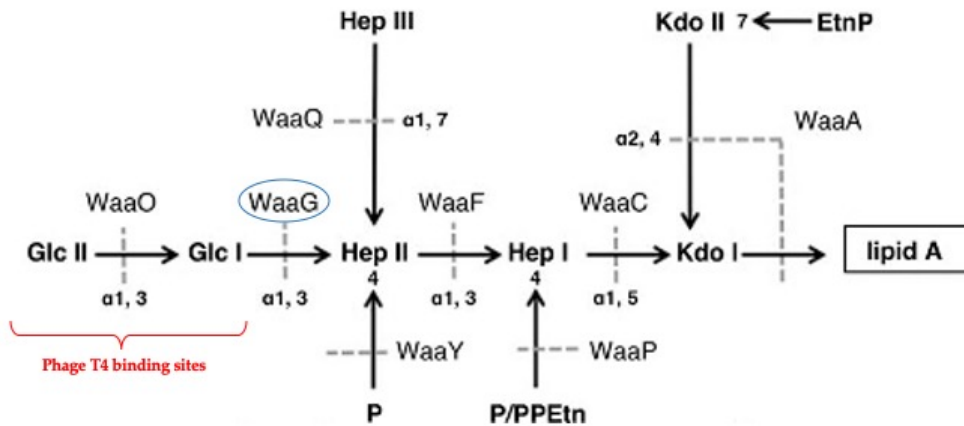 Hep III
Kdo II 7
EtnP
WaaQ
α1, 7
α2, 4
WaaA
WaaO
WaaG
WaaF
WaaC
Glc II
Glc I
Hep II
Hep I
Kdo I
lipid A
4
4
α1, 3
α1, 3
α1, 3
α1, 5
Phage T4 binding sites
WaaY
WaaP
P
P/PPEtn